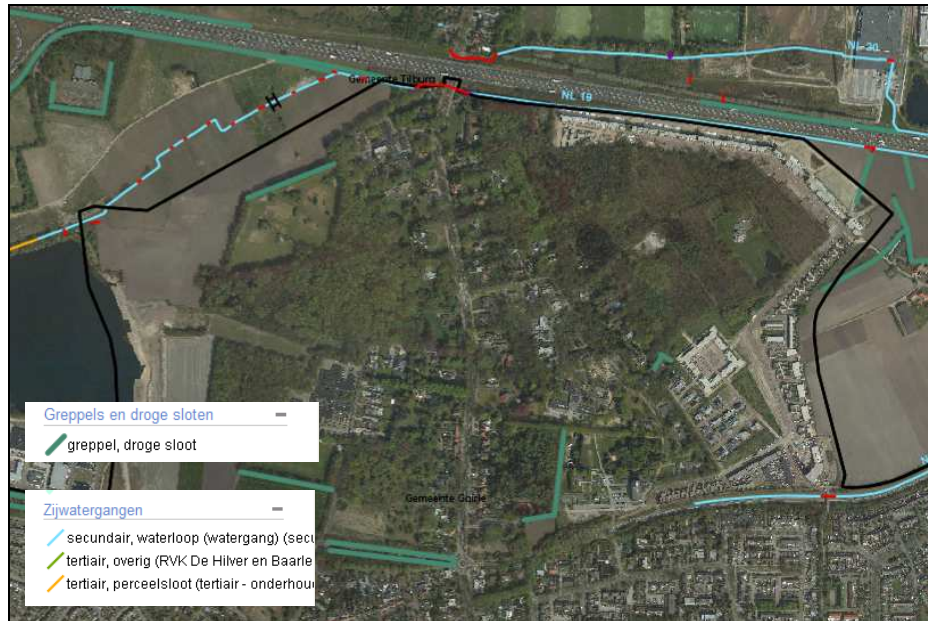 NL 30
Gemeente Tilburg
NL 19
Greppels en droge sloten
greppel, droge sloot
Gemeente Goirle
Zijwatergangen
secundair, waterloop (watergang) (secu
tertiair, overig (RVK De Hilver en Baarle
tertiair, perceelsloot (tertiair - onderhou